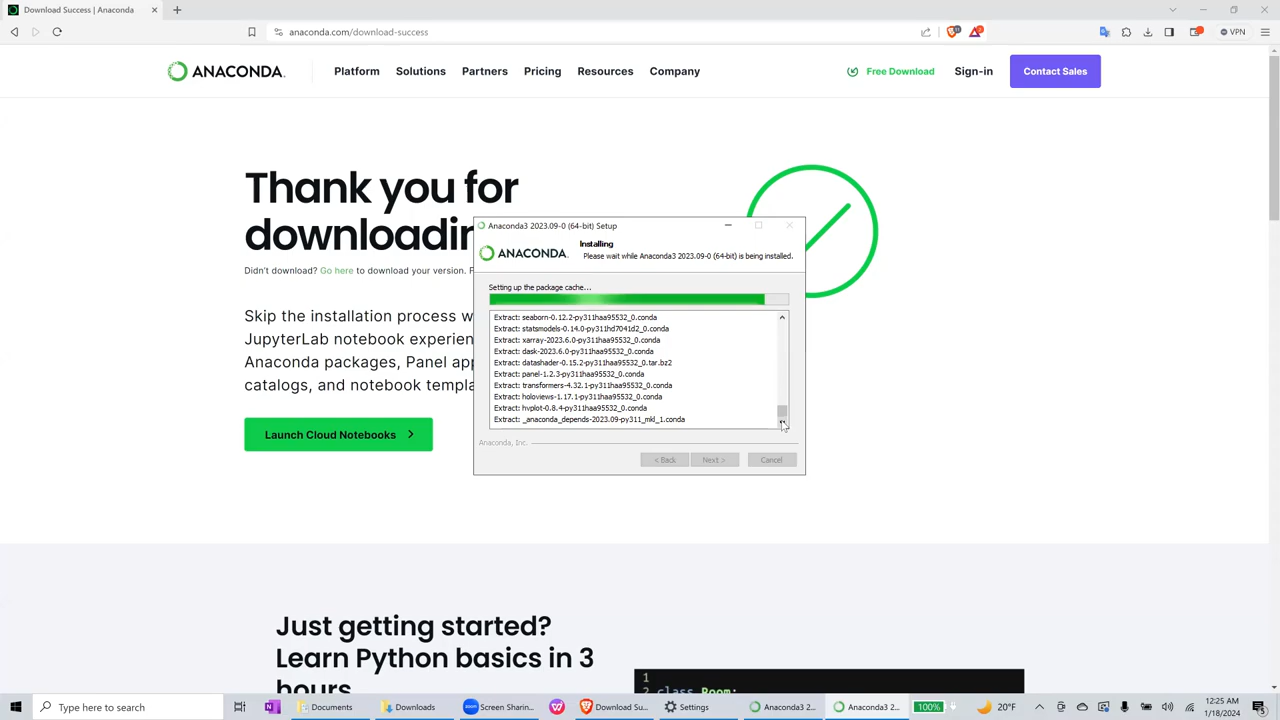 Download Success | Anaconda
anaconda.com/download-success
VPN
ANACONDA.
Platform
Solutions
Partners
Pricing
Resources
Company
Free Download
Sign-in
Contact Sales
Thank you for
downloadin
Didn't download? Go here to download your version. F
Skip the installation process w
JupyterLab notebook experien
Anaconda packages, Panel app
catalogs, and notebook templa
Launch Cloud Notebooks
Anaconda3 2023.09-0 (64-bit) Setup
ANACONDA.
Installing
Please wait while Anaconda3 2023.09-0 (64-bit) is being installed.
Setting up the package cache...
Extract: seaborn-0.12.2-py311haa95532_0.conda
Extract: statsmodels-0.14.0-py311hd7041d2_0.conda
Extract: xarray-2023.6.0-py311haa95532_0.conda
Extract: dask-2023.6.0-py311haa95532_0.conda
Extract: datashader-0.15.2-py311haa95532_0.tar.bz2
Extract: panel-1.2.3-py311haa95532_0.conda
Extract: transformers-4.32.1-py311haa95532_0.conda
Extract: holoviews-1.17.1-py311haa95532_0.conda
Extract: hvplot-0.8.4-py311haa95532_0.conda
Extract: _anaconda_depends-2023.09-py311_mkl_1.conda
Anaconda, Inc.
< Back
Next >
Cancel
Just getting started?
Learn Python basics in 3
hours
1
2 class Room:
Type here to search
Documents
Downloads
Screen Sharin...
Download Su...
Settings
Anaconda3 2...
Anaconda3 2...
100%
20°F
12:25 AM
1/18/2024